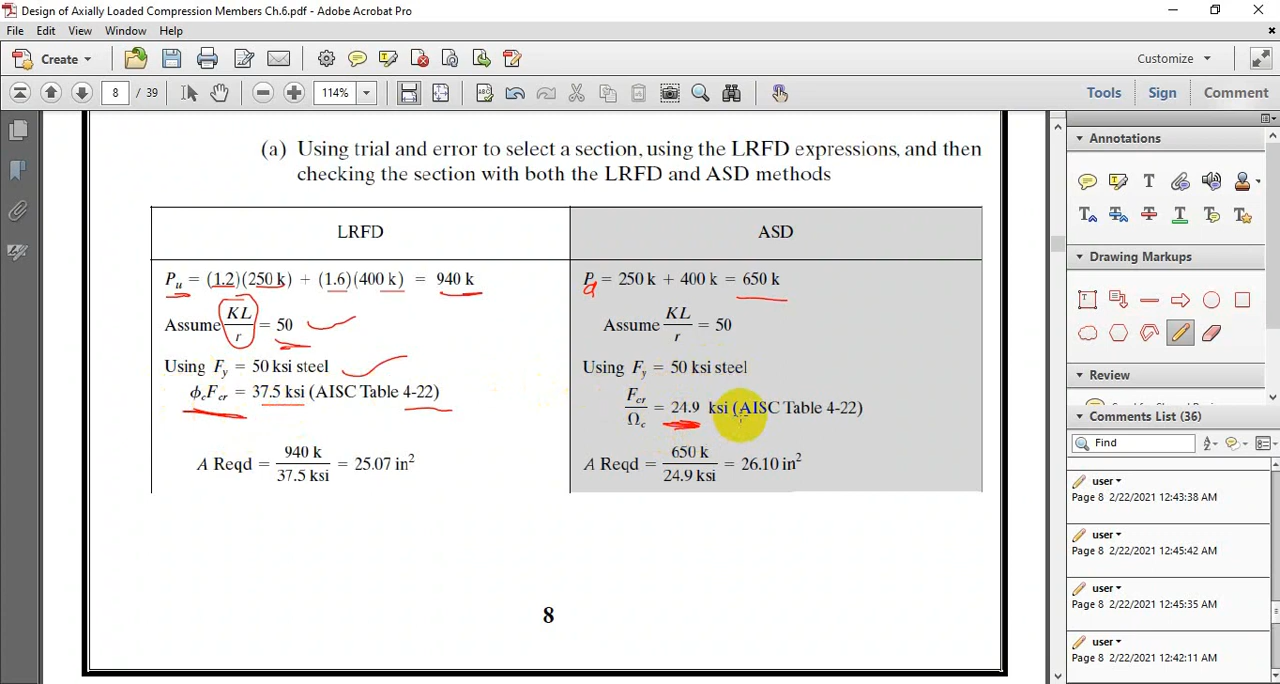 Design of Axially Loaded Compression Members Ch.6.pdf - Adobe Acrobat Pro
File Edit View Window Help
Create Customize
8 / 39 114% Tools Sign Comment
(a) Using trial and error to select a section, using the LRFD expressions, and then
checking the section with both the LRFD and ASD methods
LRFD
Pu = (1.2)(250 k) + (1.6)(400 k) = 940 k
Assume KL/r = 50
Using Fy = 50 ksi steel
ϕcFcr = 37.5 ksi (AISC Table 4-22)
A Reqd = 940 k / 37.5 ksi = 25.07 in²
ASD
Pa = 250 k + 400 k = 650 k
Assume KL/r = 50
Using Fy = 50 ksi steel
Fcr/Ωc = 24.9 ksi (AISC Table 4-22)
A Reqd = 650 k / 24.9 ksi = 26.10 in²
8
Annotations
Drawing Markups
Review
Comments List (36)
Find
user
Page 8 2/22/2021 12:43:38 AM
user
Page 8 2/22/2021 12:45:42 AM
user
Page 8 2/22/2021 12:45:35 AM
user
Page 8 2/22/2021 12:42:11 AM